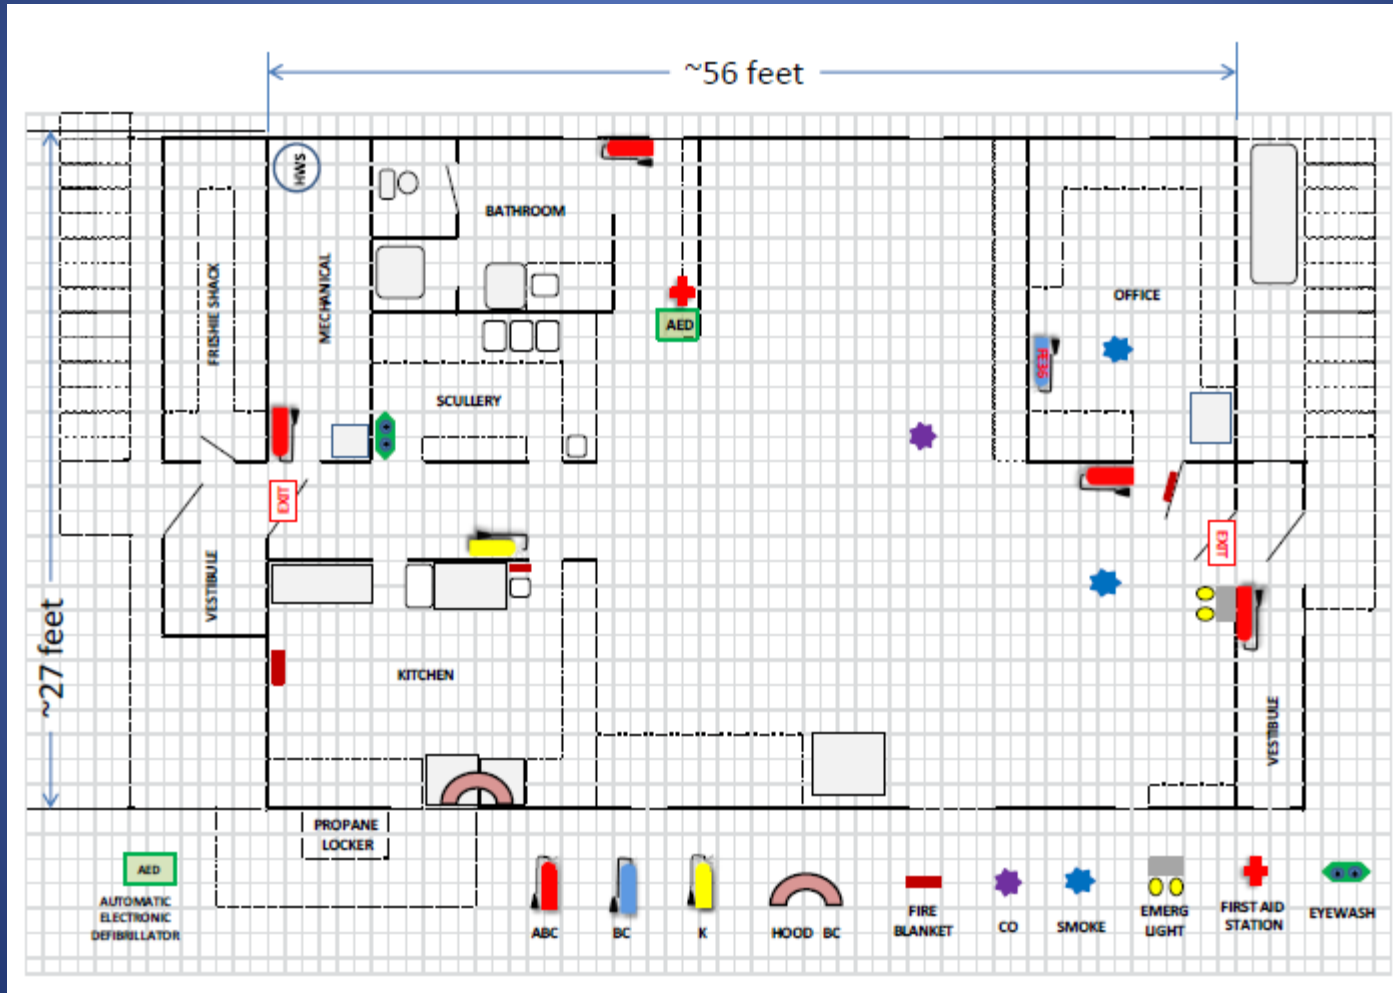 ~56 feet
HWS
BATHROOM
MECHANICAL
FRESHIE SHACK
OFFICE
AED
FE36
SCULLERY
EXIT
EXIT
VESTIBULE
~27 feet
KITCHEN
VESTIBULE
PROPANE
LOCKER
AED
AUTOMATIC
ELECTRONIC
DEFIBRILLATOR
ABC
BC
K
HOOD BC
FIRE
BLANKET
CO
SMOKE
EMERG
LIGHT
FIRST AID
STATION
EYEWASH